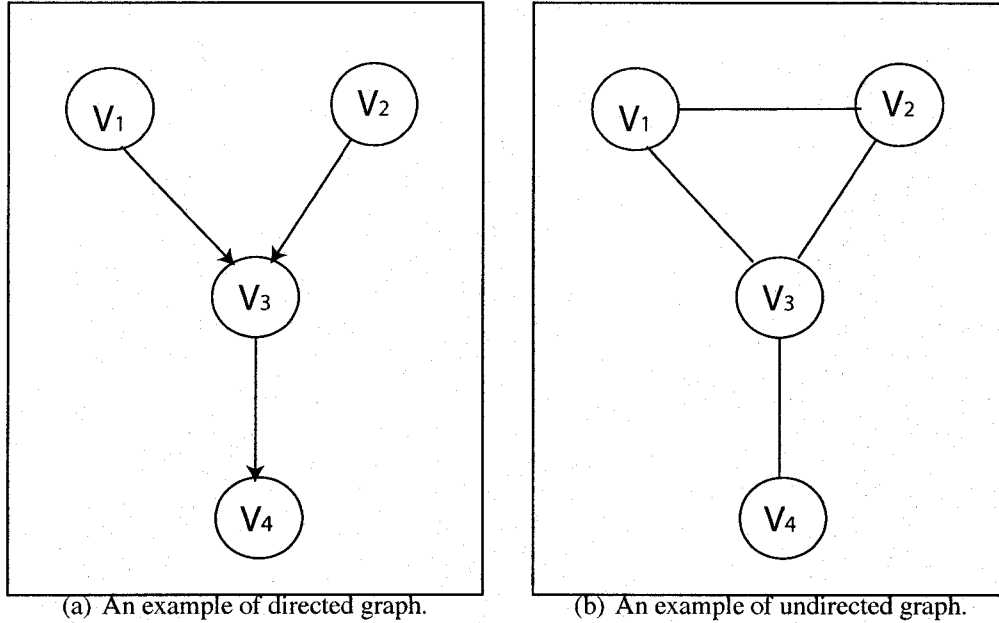 V1 V2
V3
V4
(a) An example of directed graph.
V1 V2
V3
V4
(b) An example of undirected graph.